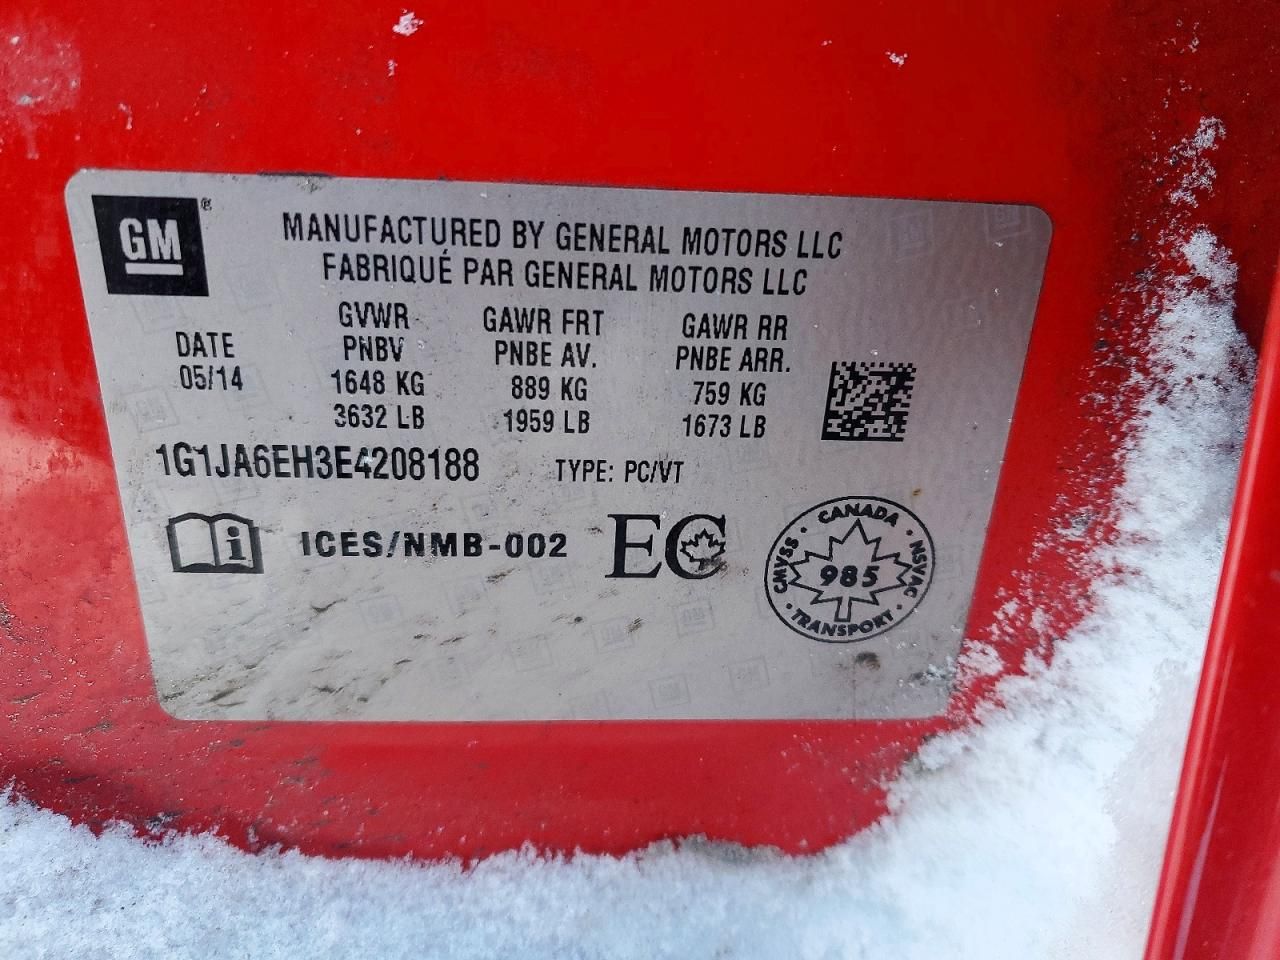 GM®
MANUFACTURED BY GENERAL MOTORS LLC
FABRIQUÉ PAR GENERAL MOTORS LLC
DATE
05/14
GVWR
PNBV
1648 KG
3632 LB
GAWR FRT
PNBE AV.
889 KG
1959 LB
GAWR RR
PNBE ARR.
759 KG
1673 LB
1G1JA6EH3E4208188
TYPE: PC/VT
i
ICES/NMB-002
EC
CANADA
CMVSS
985
NSVAC
TRANSPORT